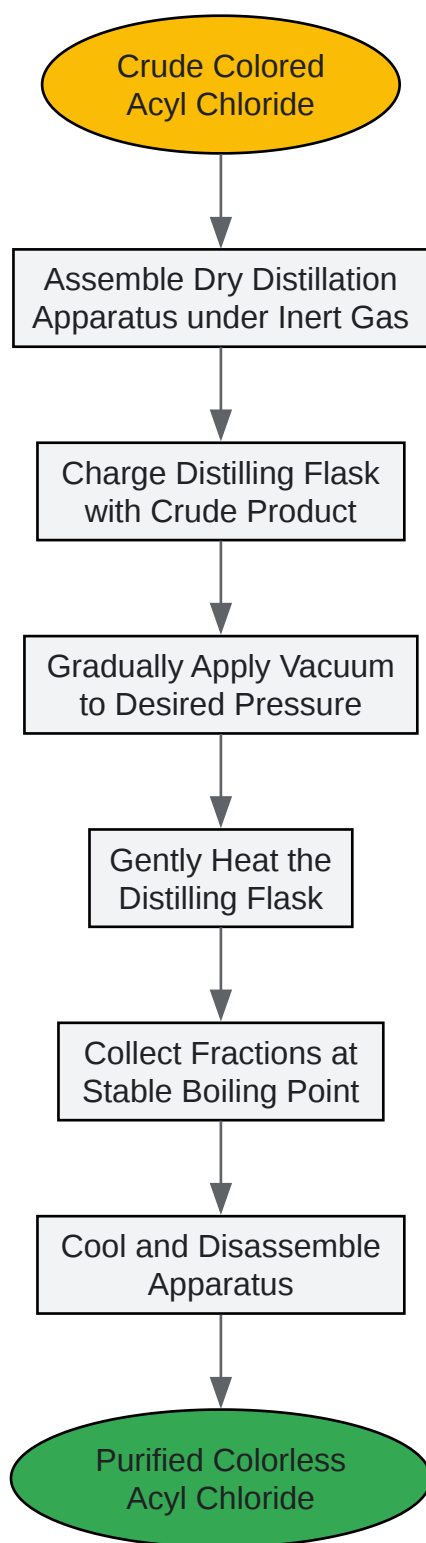 Crude Colored
Acyl Chloride
Assemble Dry Distillation
Apparatus under Inert Gas
Charge Distilling Flask
with Crude Product
Gradually Apply Vacuum
to Desired Pressure
Gently Heat the
Distilling Flask
Collect Fractions at
Stable Boiling Point
Cool and Disassemble
Apparatus
Purified Colorless
Acyl Chloride